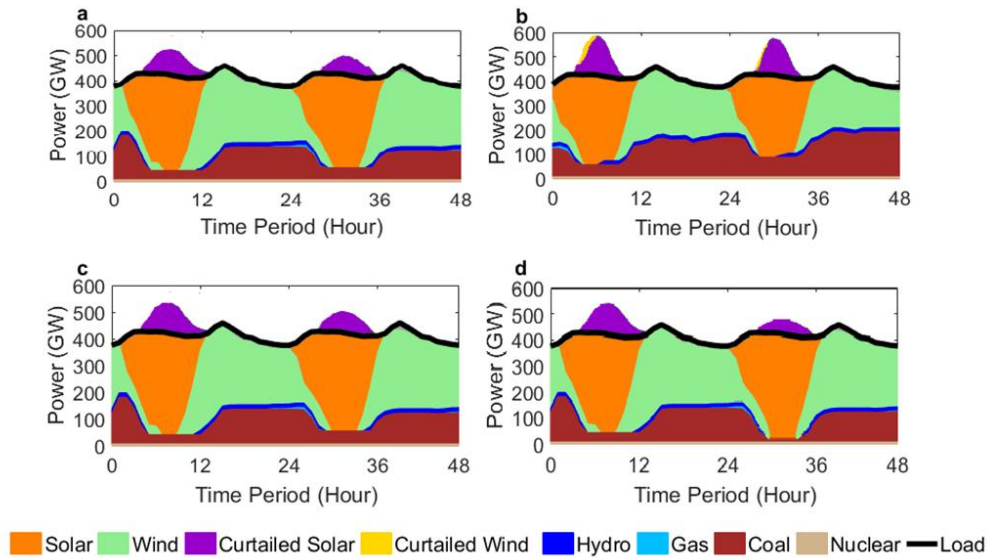 a
600
500
400
300
200
100
0
Power (GW)
0 12 24 36 48
Time Period (Hour)
b
600
500
400
300
200
100
0
Power (GW)
0 12 24 36 48
Time Period (Hour)
c
600
500
400
300
200
100
0
Power (GW)
0 12 24 36 48
Time Period (Hour)
d
600
500
400
300
200
100
0
Power (GW)
0 12 24 36 48
Time Period (Hour)
Solar Wind Curtailed Solar Curtailed Wind Hydro Gas Coal Nuclear Load